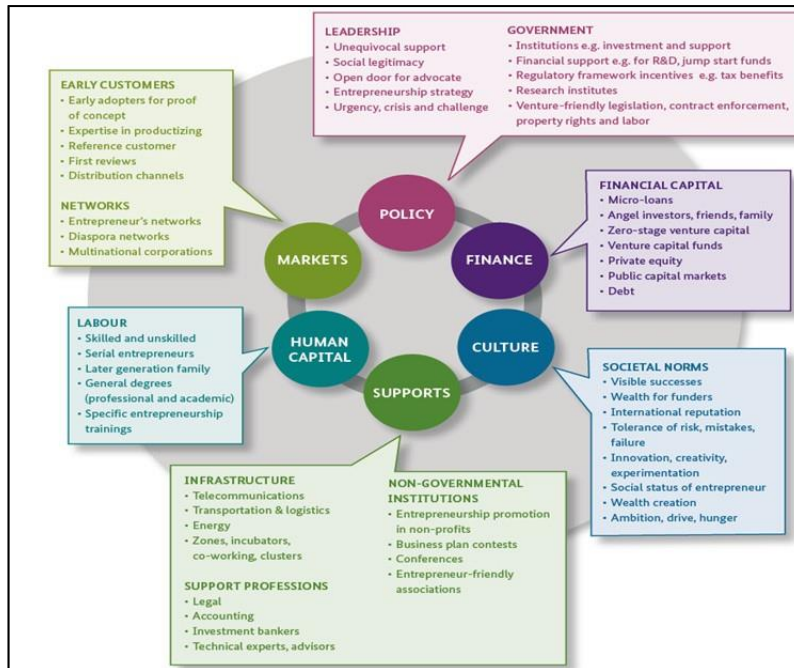 LEADERSHIP
• Unequivocal support
• Social legitimacy
• Open door for advocate
• Entrepreneurship strategy
• Urgency, crisis and challenge
GOVERNMENT
• Institutions e.g. investment and support
• Financial support e.g. for R&D, jump start funds
• Regulatory framework incentives e.g. tax benefits
• Research institutes
• Venture-friendly legislation, contract enforcement,
property rights and labor
EARLY CUSTOMERS
• Early adopters for proof
of concept
• Expertise in productizing
• Reference customer
• First reviews
• Distribution channels
NETWORKS
• Entrepreneur's networks
• Diaspora networks
• Multinational corporations
POLICY
MARKETS
FINANCE
FINANCIAL CAPITAL
• Micro-loans
• Angel investors, friends, family
• Zero-stage venture capital
• Venture capital funds
• Private equity
• Public capital markets
• Debt
LABOUR
• Skilled and unskilled
• Serial entrepreneurs
• Later generation family
• General degrees
(professional and academic)
• Specific entrepreneurship
trainings
HUMAN
CAPITAL
CULTURE
SUPPORTS
SOCIETAL NORMS
• Visible successes
• Wealth for funders
• International reputation
• Tolerance of risk, mistakes,
failure
• Innovation, creativity,
experimentation
• Social status of entrepreneur
• Wealth creation
• Ambition, drive, hunger
INFRASTRUCTURE
• Telecommunications
• Transportation & logistics
• Energy
• Zones, incubators,
co-working, clusters
SUPPORT PROFESSIONS
• Legal
• Accounting
• Investment bankers
• Technical experts, advisors
NON-GOVERNMENTAL
INSTITUTIONS
• Entrepreneurship promotion
in non-profits
• Business plan contests
• Conferences
• Entrepreneur-friendly
associations